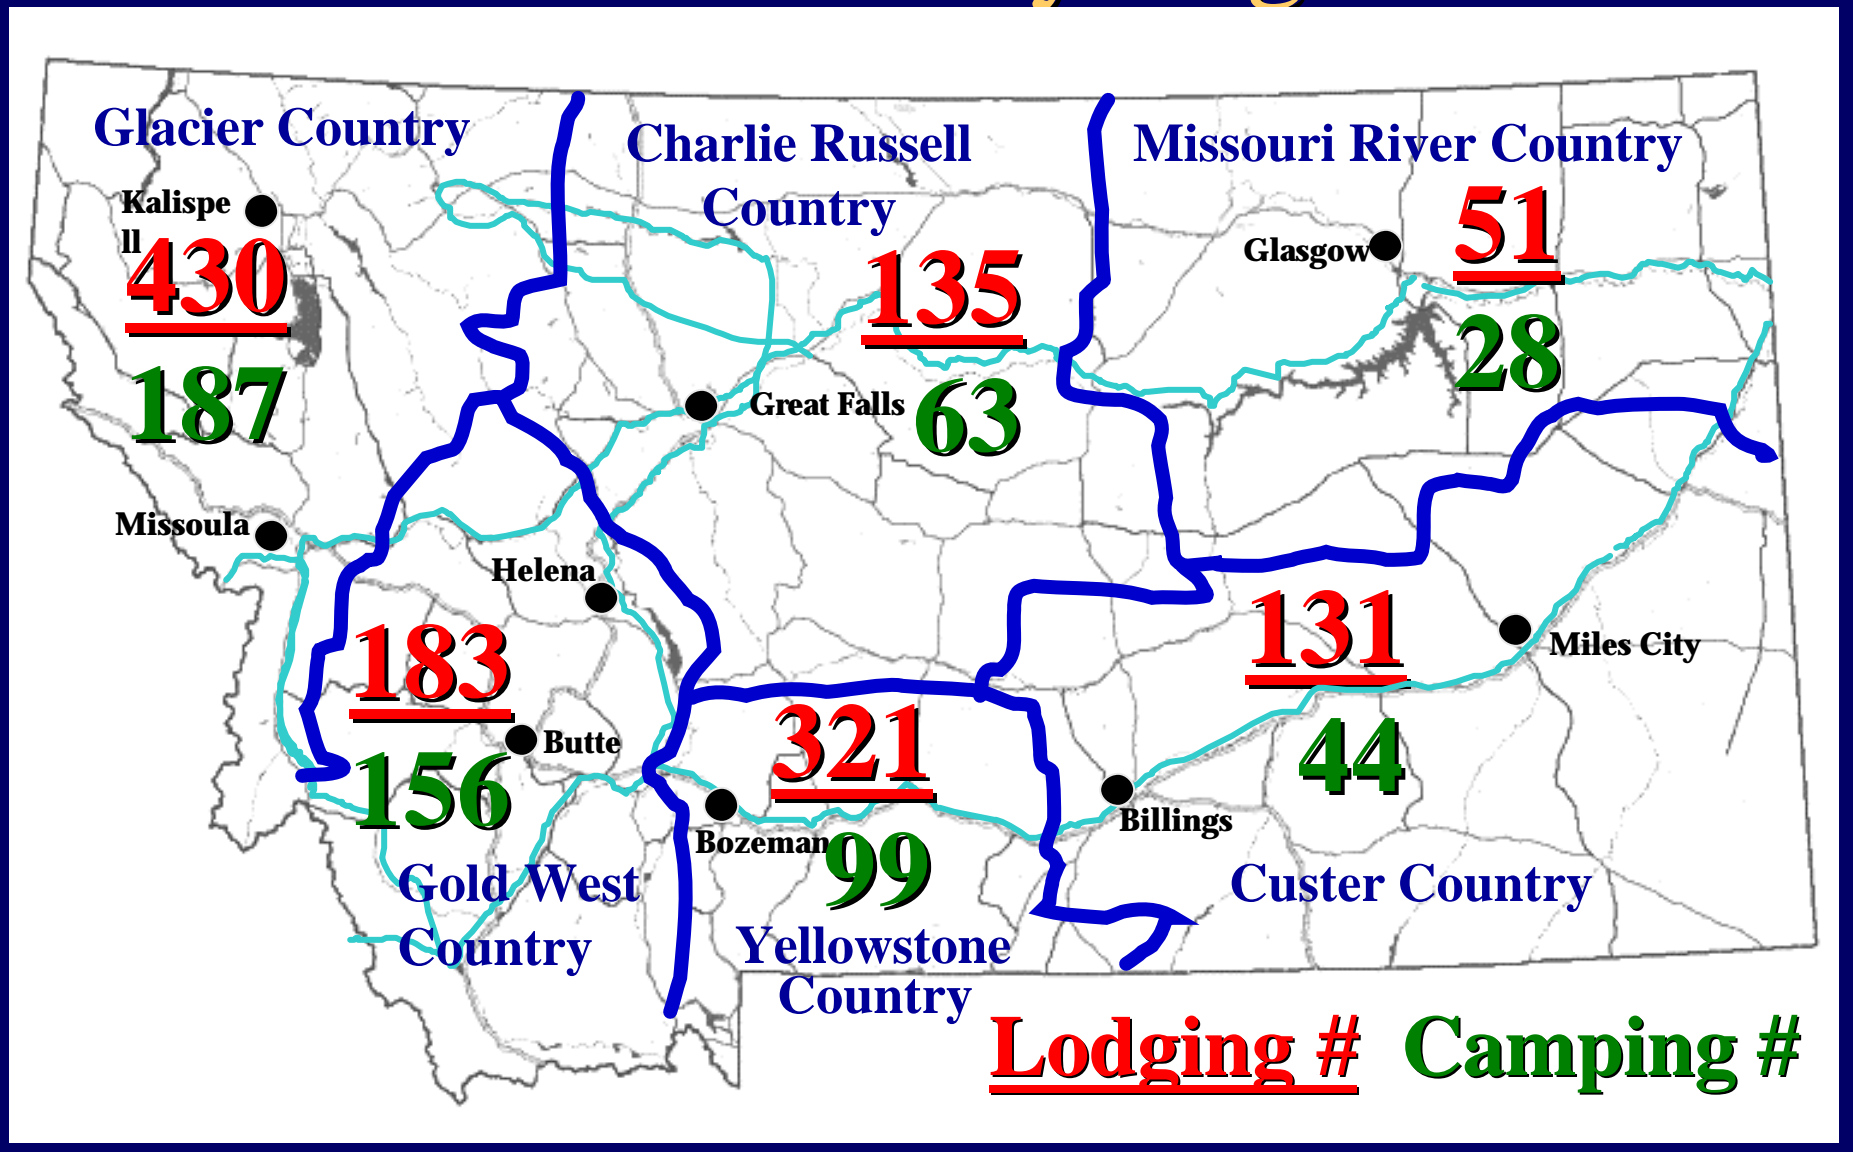 Glacier Country
Kalispe
ll
430
187
Charlie Russell
Country
135
63
Great Falls
Missouri River Country
Glasgow
51
28
Missoula
Helena
183
156
Butte
Gold West
Country
321
99
Bozeman
Yellowstone
Country
131
44
Miles City
Billings
Custer Country
Lodging # Camping #